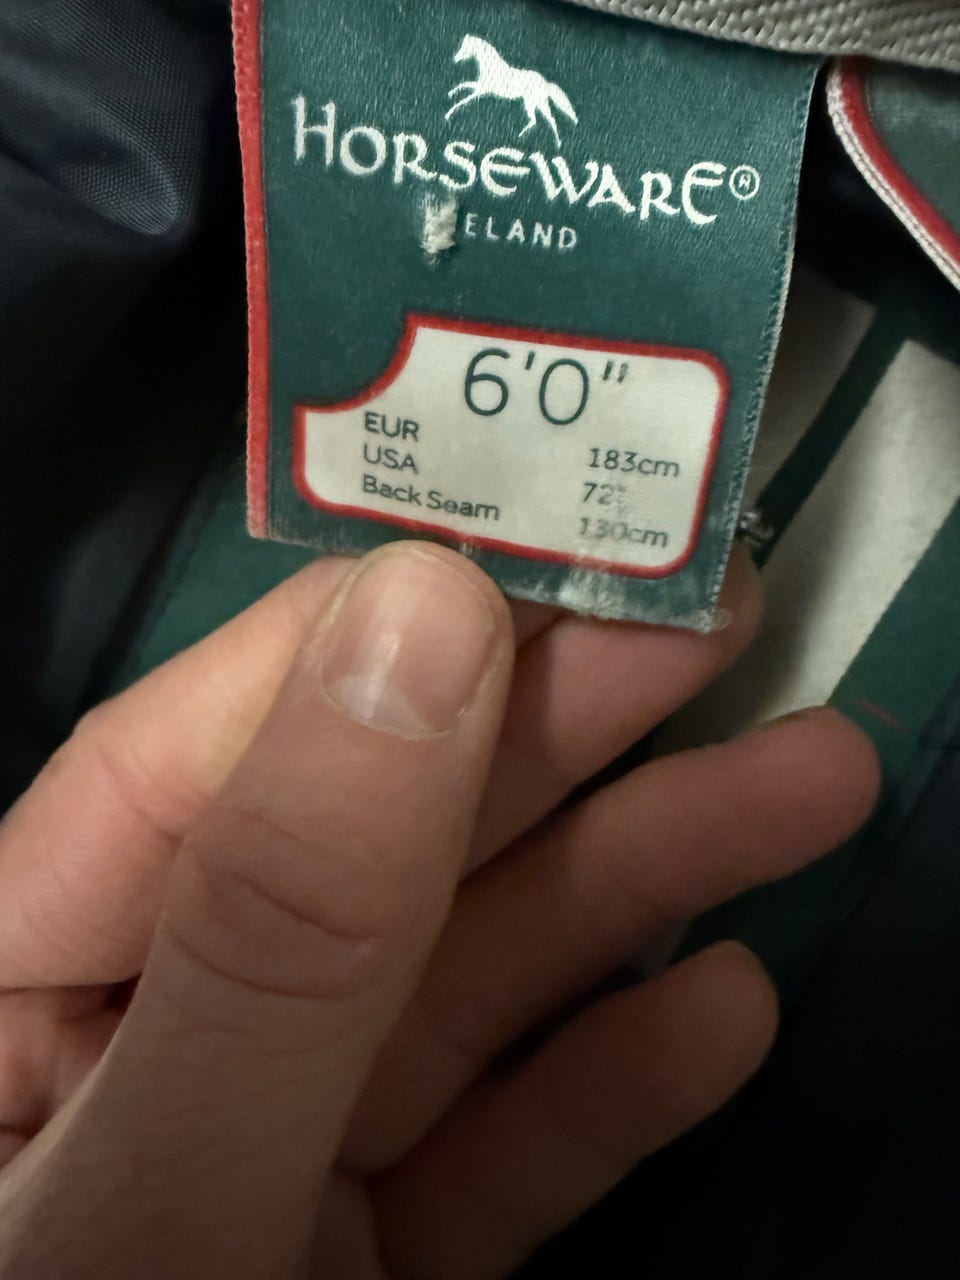 HORSEWARE®
ELAND
6'0"
EUR 183cm
USA 72"
Back Seam 130cm